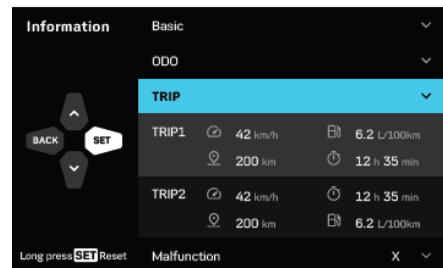 Information
Basic
ODO
TRIP
BACK
SET
TRIP1 42 km/h 6.2 L/100km
200 km 12 h 35 min
TRIP2 42 km/h 12 h 35 min
200 km 6.2 L/100km
Long press SET Reset
Malfunction X